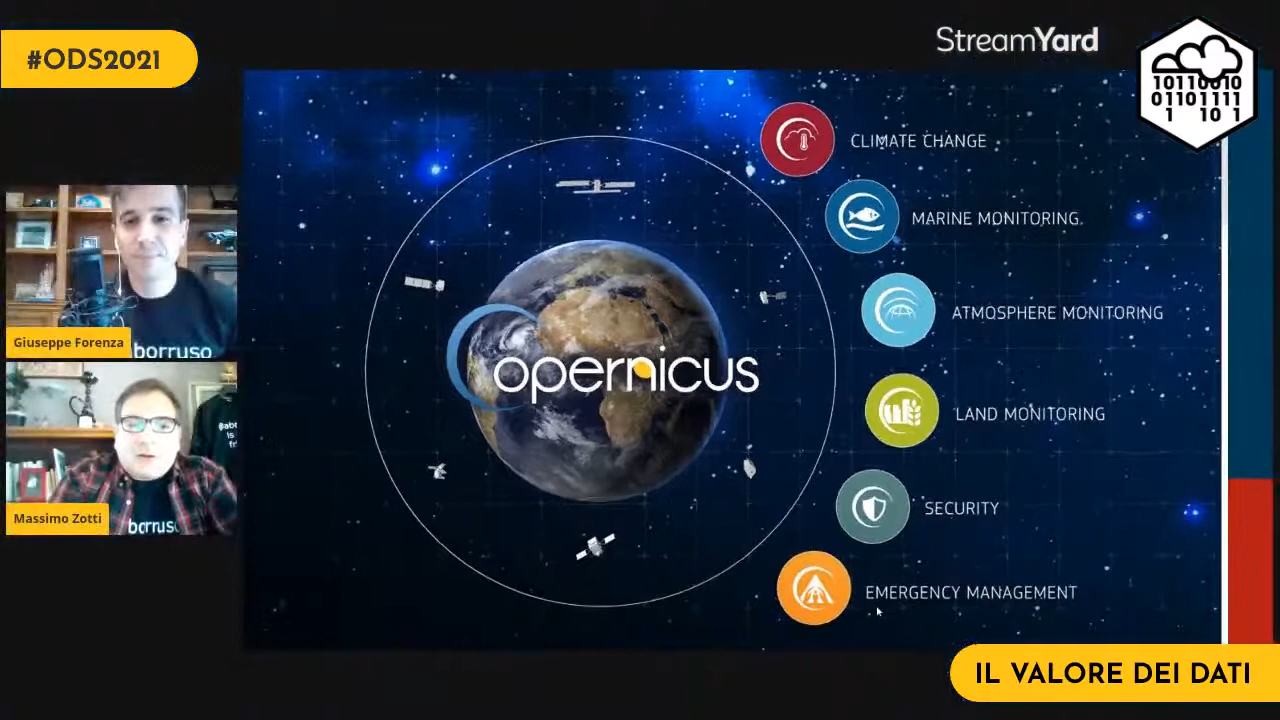 #ODS2021
StreamYard
10110010
01101111
1 10 1
CLIMATE CHANGE
MARINE MONITORING
ATMOSPHERE MONITORING
LAND MONITORING
SECURITY
EMERGENCY MANAGEMENT
opernicus
Giuseppe Forenza
borruso
Massimo Zotti
borruso
is
IL VALORE DEI DATI